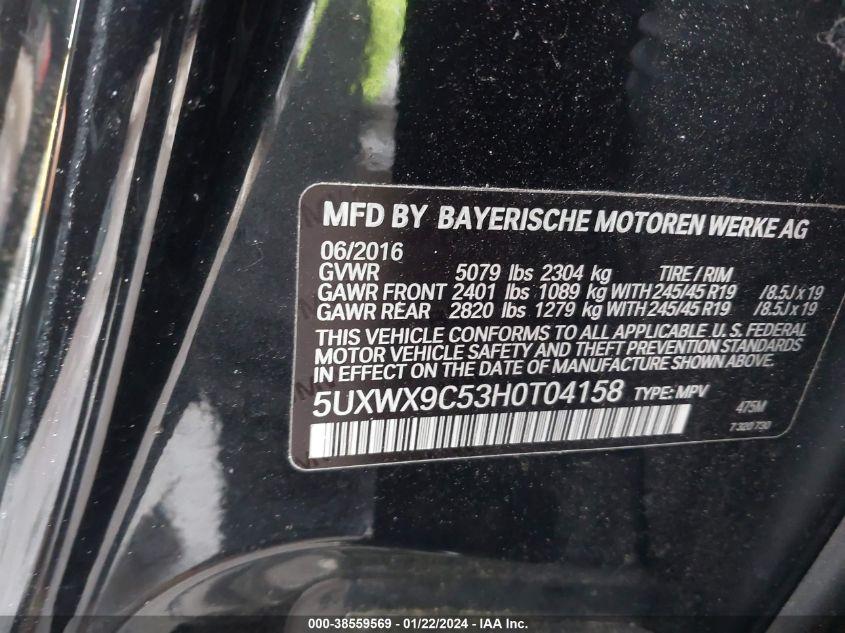 MFD BY BAYERISCHE MOTOREN WERKE AG
06/2016
GVWR 5079 lbs 2304 kg TIRE / RIM
GAWR FRONT 2401 lbs 1089 kg WITH 245/45 R19 /8.5J x 19
GAWR REAR 2820 lbs 1279 kg WITH 245/45 R19 /8.5J x 19
THIS VEHICLE CONFORMS TO ALL APPLICABLE U.S. FEDERAL
MOTOR VEHICLE SAFETY AND THEFT PREVENTION STANDARDS
IN EFFECT ON THE DATE OF MANUFACTURE SHOWN ABOVE.
5UXWX9C53H0T04158 TYPE: MPV
475M
7 320 730
000-38559569 | 01/22/2024 - IAAI.COM